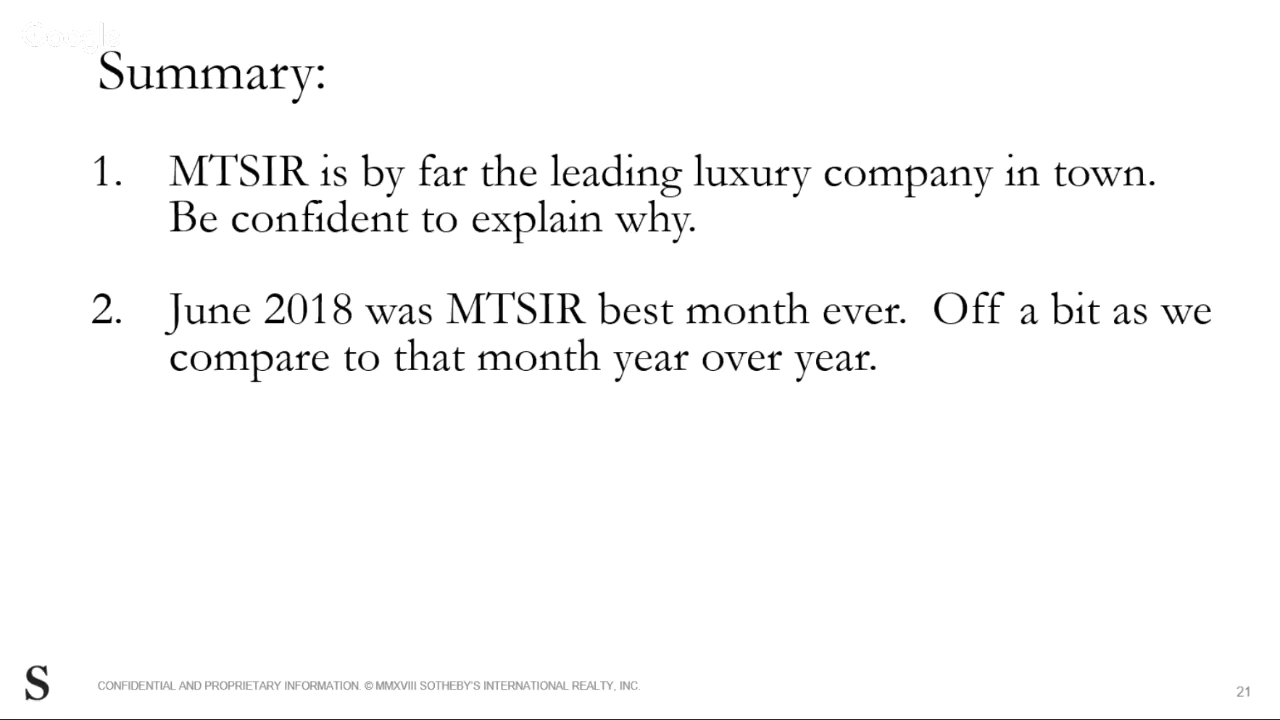 Google
Summary:
1. MTSIR is by far the leading luxury company in town.
Be confident to explain why.
2. June 2018 was MTSIR best month ever. Off a bit as we
compare to that month year over year.
S
CONFIDENTIAL AND PROPRIETARY INFORMATION. © MMXVIII SOTHEBY'S INTERNATIONAL REALTY, INC.
21